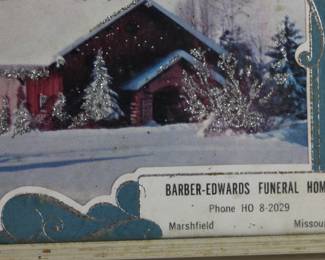 BARBER-EDWARDS FUNERAL HOM
Phone HO 8-2029
Marshfield Missou